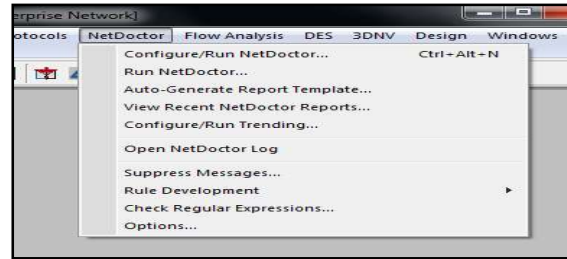 erprise Network]
otocols NetDoctor Flow Analysis DES 3DNV Design Windows
Configure/Run NetDoctor... Ctrl+Alt+N
Run NetDoctor...
Auto-Generate Report Template...
View Recent NetDoctor Reports...
Configure/Run Trending...
Open NetDoctor Log
Suppress Messages...
Rule Development
Check Regular Expressions...
Options...